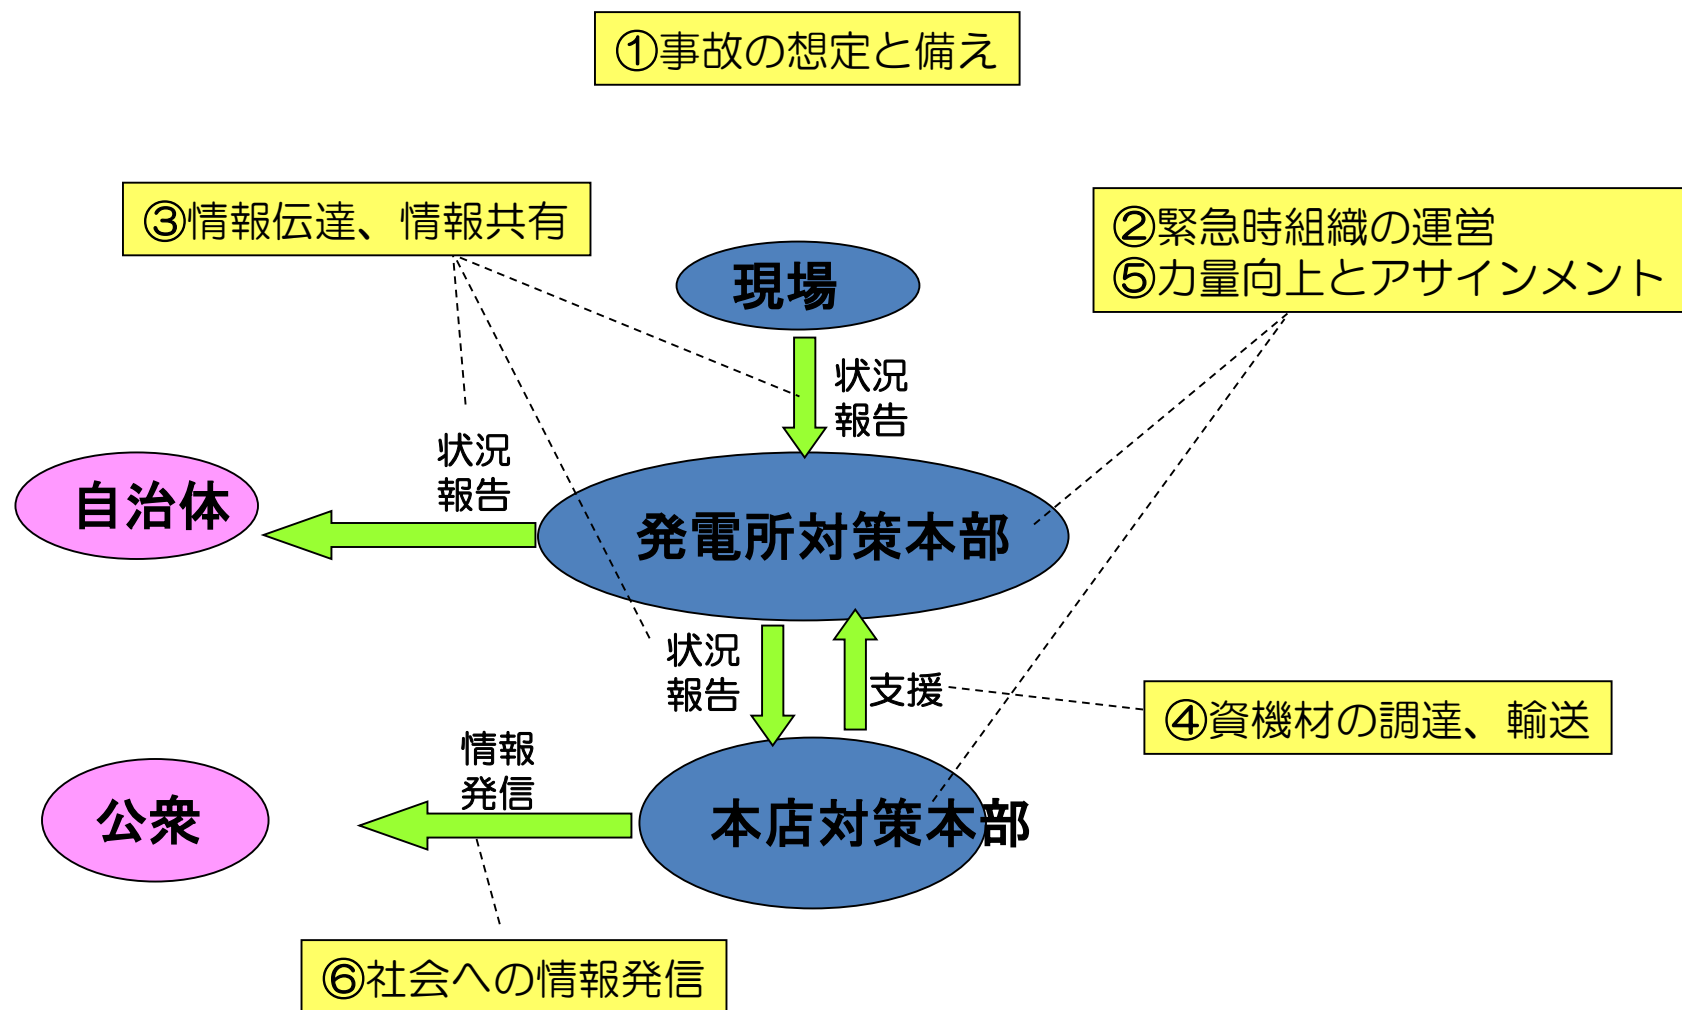 ①事故の想定と備え
③情報伝達、情報共有
②緊急時組織の運営
⑤力量向上とアサインメント
現場
状況
報告
状況
報告
自治体
発電所対策本部
状況
報告
支援
④資機材の調達、輸送
情報
発信
公衆
本店対策本部
⑥社会への情報発信